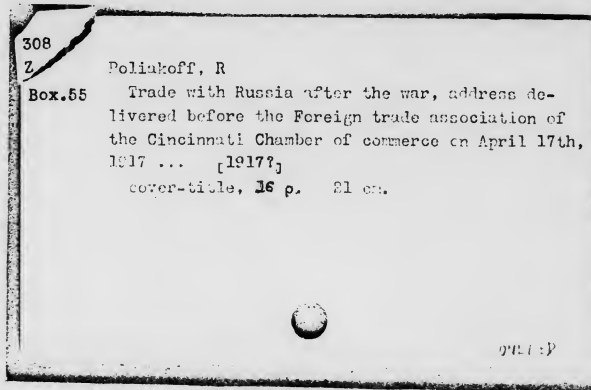 308
Z
Box.55
Poliakoff, R
Trade with Russia after the war, address de-
livered before the Foreign trade association of
the Cincinnati Chamber of commerce on April 17th,
1917 ... [1917?]
cover-title, 16 p. 21 cm.